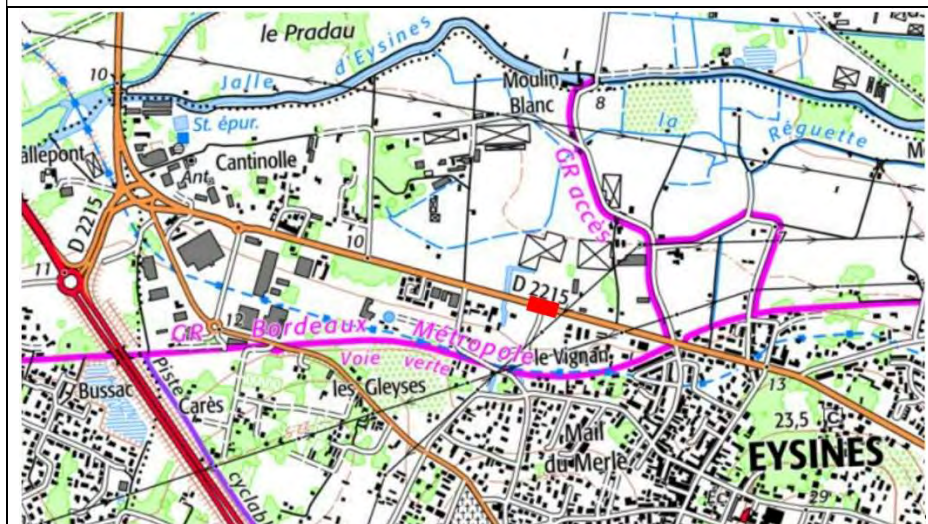 le Pradau
Jalle d'Eysines
10
Moulin
Blanc
8
la Réguette
St. épur.
allepont
Cantinolle
Ant.
GR accès
D 2215
10
11
D 2215
7
12
GR Bordeaux - Métropole
Voie verte
le Vignan
Bussac
Piste cyclab
Carès
les Gleyses
13
23,5
C
Mail
du Merle
EYSINES
Éc.
29